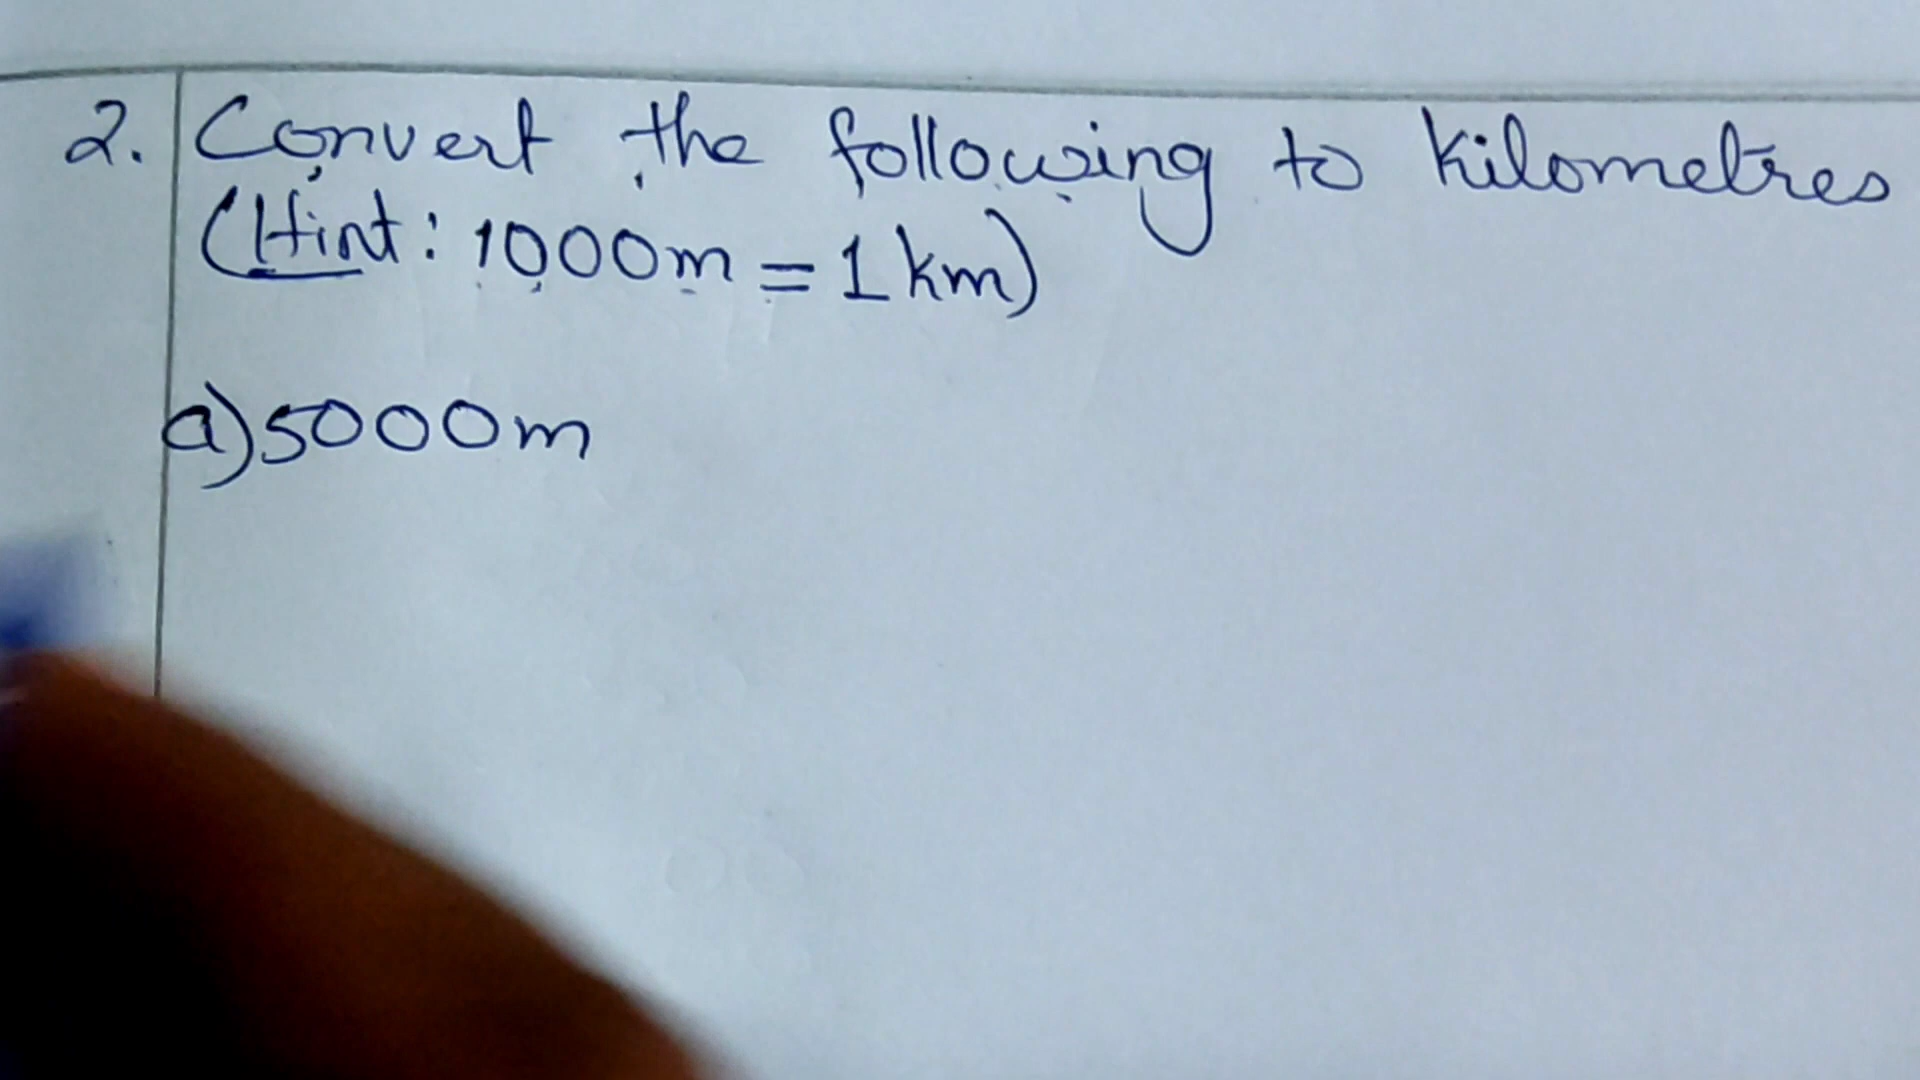 2. Convert the following to kilometres
(Hint: 1000m = 1 km)
a) 5000m